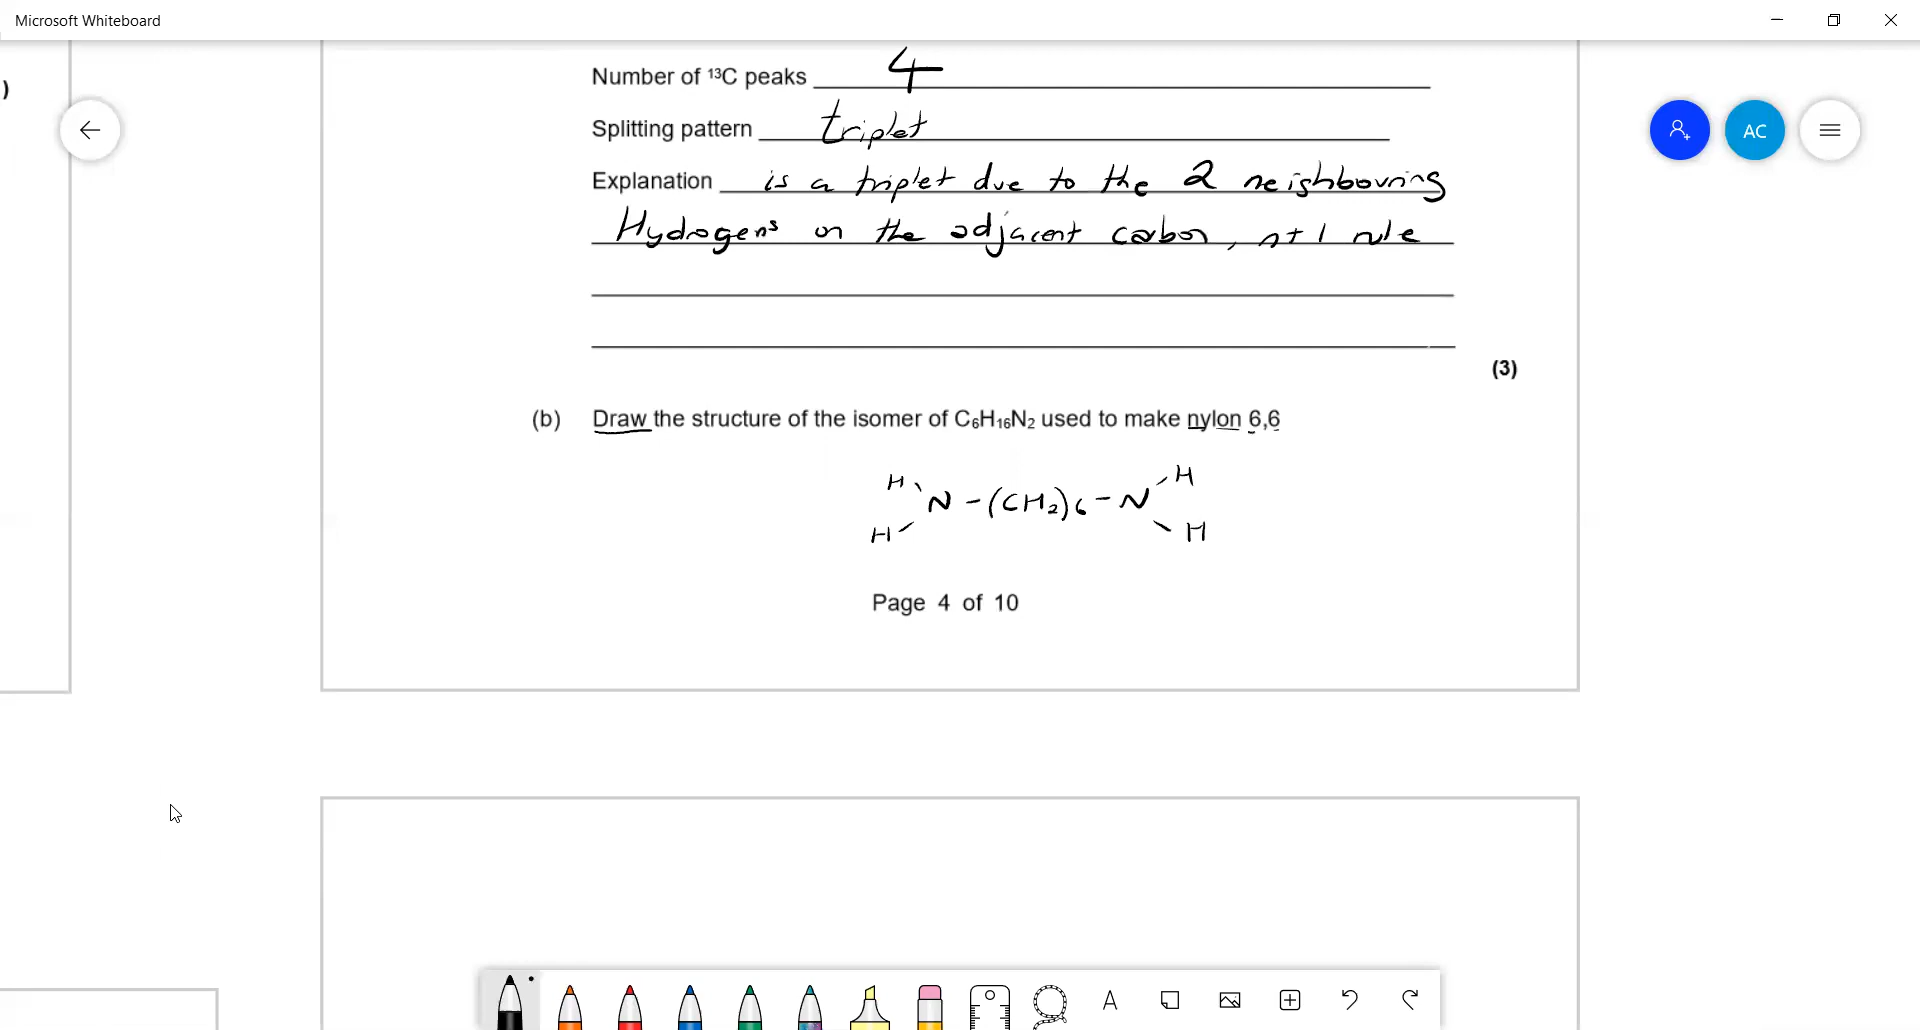 Microsoft Whiteboard
)
Number of ¹³C peaks 4
AC
Splitting pattern triplet
Explanation is a triplet due to the 2 neighbouring
Hydrogens on the adjacent carbon, n+1 rule
(3)
(b) Draw the structure of the isomer of C₆H₁₆N₂ used to make nylon 6,6
H H
N-(CH₂)₆-N
H H
Page 4 of 10
A